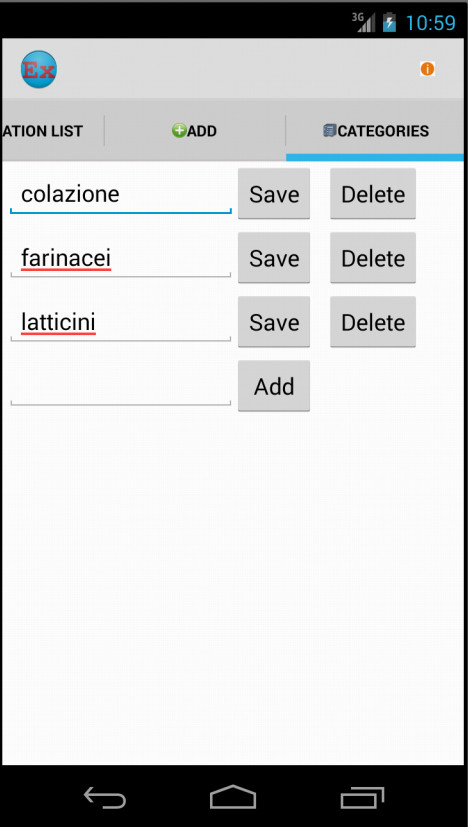 3G 10:59
Ex i
ATION LIST ADD CATEGORIES
colazione Save Delete
farinacei Save Delete
latticini Save Delete
Add